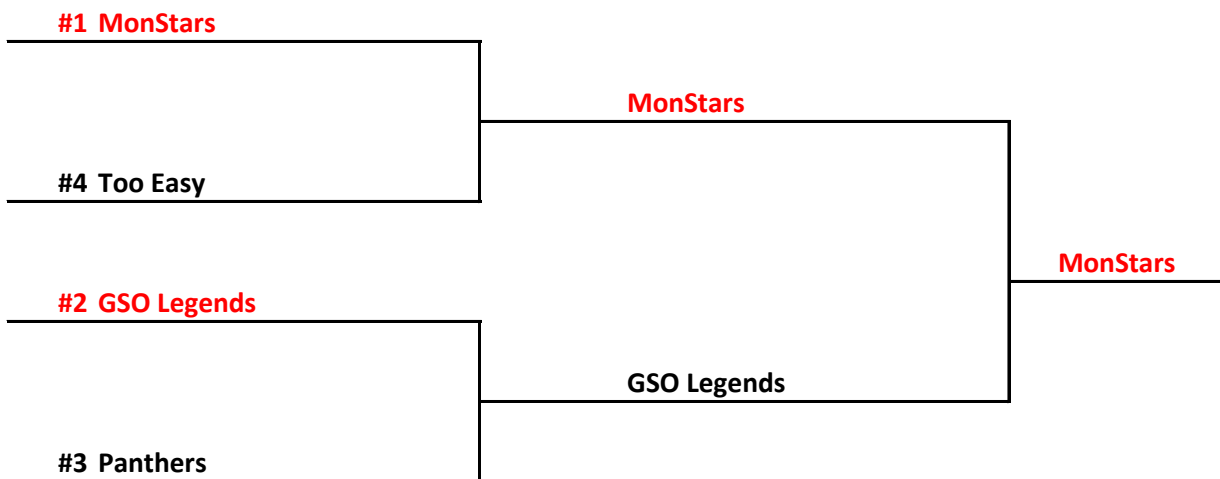 #1 MonStars
MonStars
#4 Too Easy
MonStars
#2 GSO Legends
GSO Legends
#3 Panthers